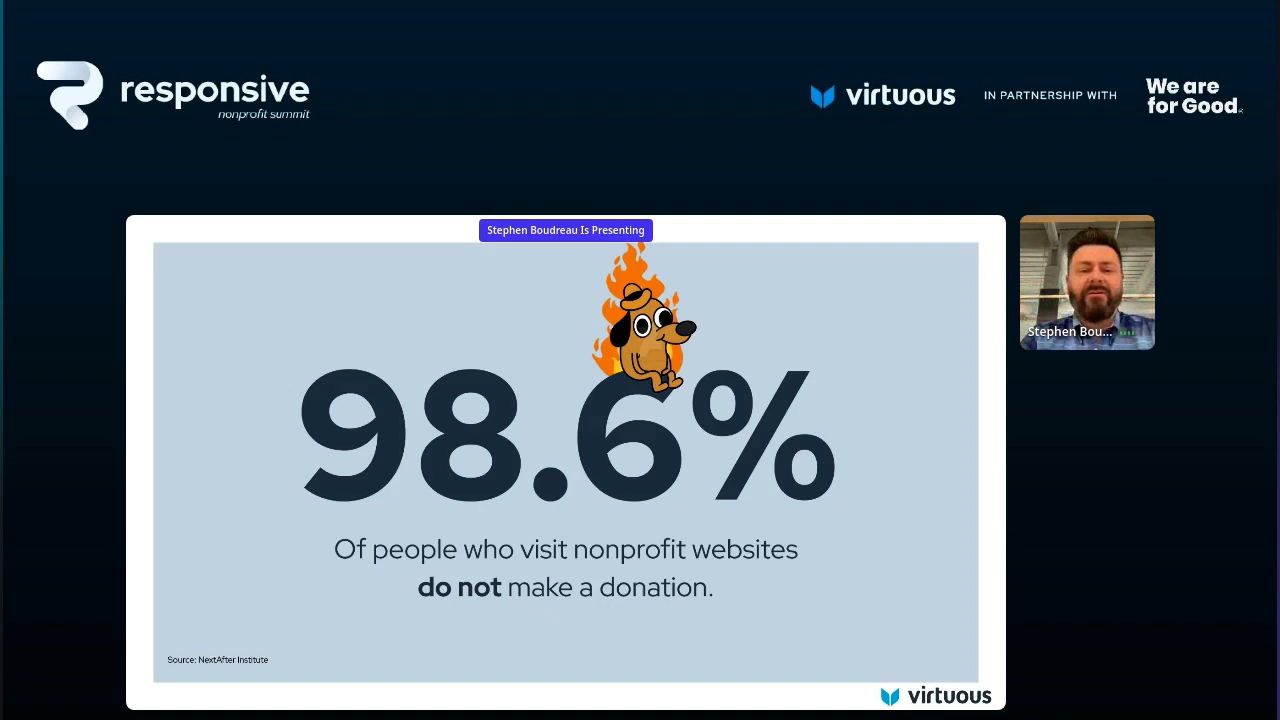 responsive
nonprofit summit
virtuous
IN PARTNERSHIP WITH
We are
for Good
Stephen Boudreau Is Presenting
Stephen Bou...
98.6%
Of people who visit nonprofit websites
do not make a donation.
Source: NextAfter Institute
virtuous